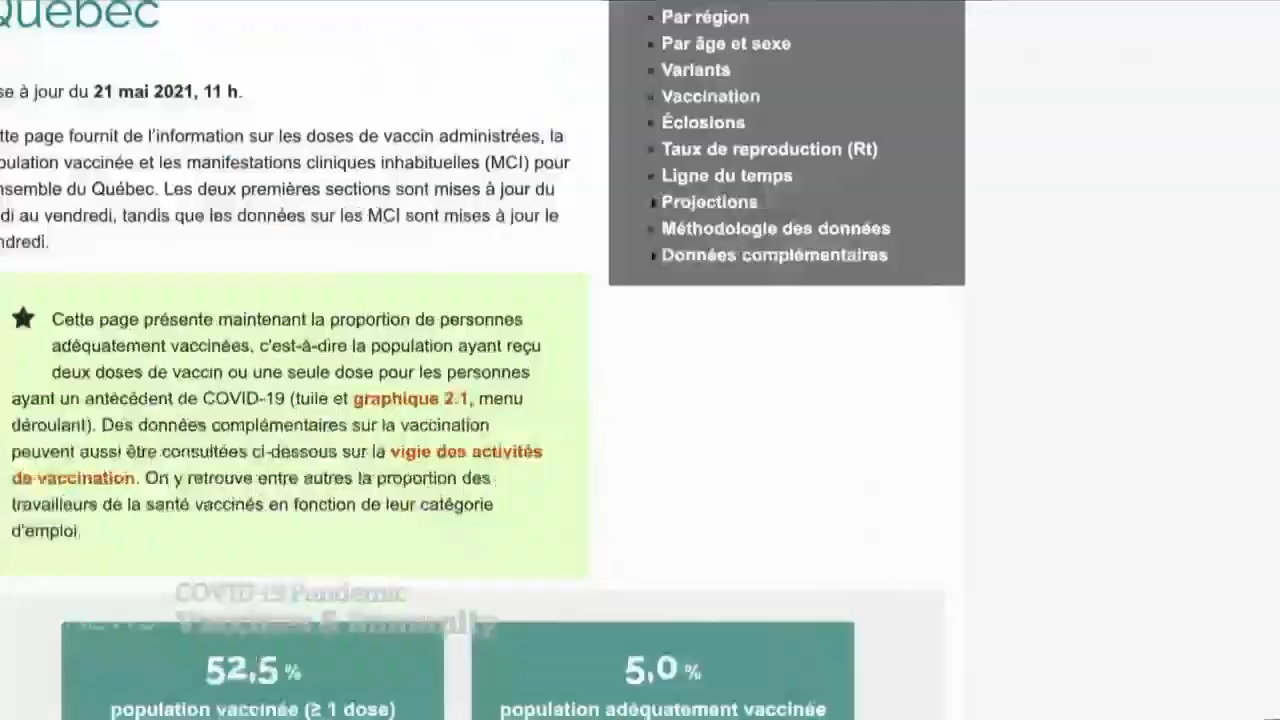 Québec
se à jour du 21 mai 2021, 11 h.
tte page fournit de l'information sur les doses de vaccin administrées, la
pulation vaccinée et les manifestations cliniques inhabituelles (MCI) pour
nsemble du Québec. Les deux premières sections sont mises à jour du
di au vendredi, tandis que les données sur les MCI sont mises à jour le
ndredi.
Par région
Par âge et sexe
Variants
Vaccination
Éclosions
Taux de reproduction (Rt)
Ligne du temps
Projections
Méthodologie des données
Données complémentaires
Cette page présente maintenant la proportion de personnes
adéquatement vaccinées, c'est-à-dire la population ayant reçu
deux doses de vaccin ou une seule dose pour les personnes
ayant un antécédent de COVID-19 (tuile et graphique 2.1, menu
déroulant). Des données complémentaires sur la vaccination
peuvent aussi être consultées ci-dessous sur la vigie des activités
de vaccination. On y retrouve entre autres la proportion des
travailleurs de la santé vaccinés en fonction de leur catégorie
d'emploi.
COVID-19 Pandemic
Vaccines & Immunity
52,5 %
population vaccinée (≥ 1 dose)
5,0 %
population adéquatement vaccinée